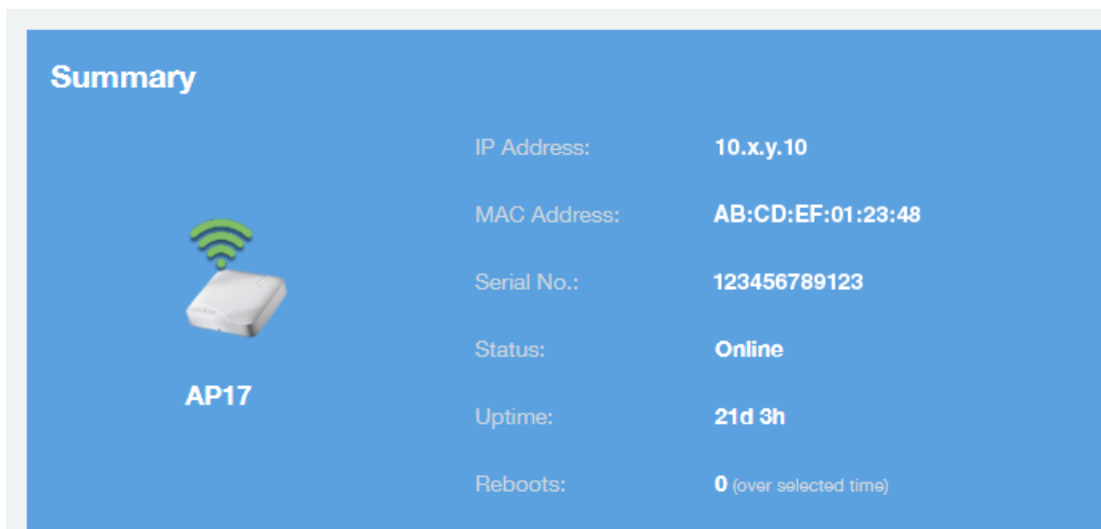 Summary
IP Address: 10.x.y.10
MAC Address: AB:CD:EF:01:23:48
Serial No.: 123456789123
Status: Online
AP17
Uptime: 21d 3h
Reboots: 0 (over selected time)